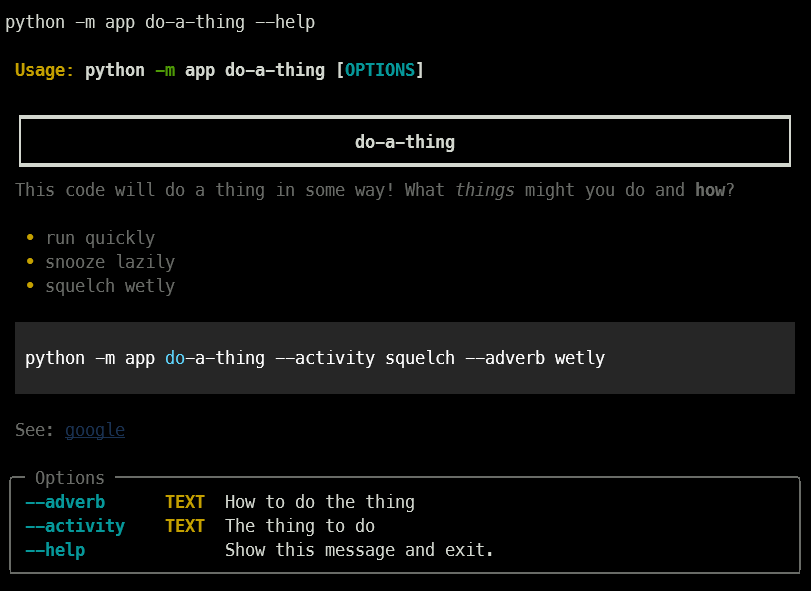 python -m app do-a-thing --help
Usage: python -m app do-a-thing [OPTIONS]
do-a-thing
This code will do a thing in some way! What things might you do and how?
• run quickly
• snooze lazily
• squelch wetly
python -m app do-a-thing --activity squelch --adverb wetly
See: google
Options
--adverb TEXT How to do the thing
--activity TEXT The thing to do
--help Show this message and exit.